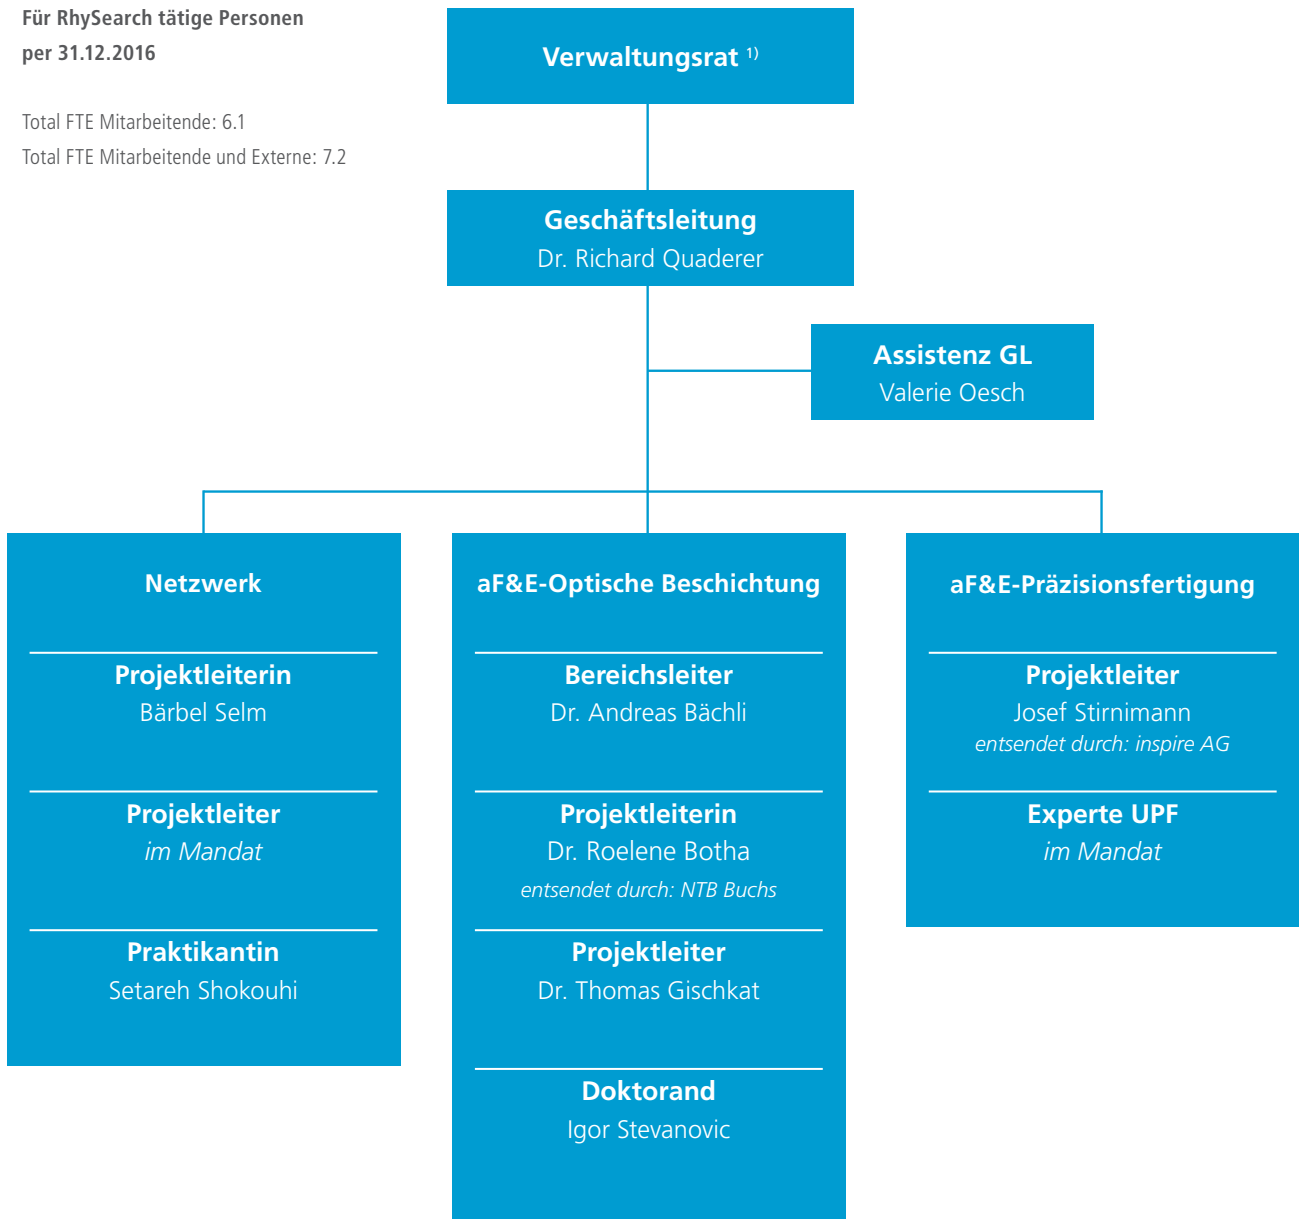 Für RhySearch tätige Personen
per 31.12.2016
Total FTE Mitarbeitende: 6.1
Total FTE Mitarbeitende und Externe: 7.2
Verwaltungsrat 1)
Geschäftsleitung
Dr. Richard Quaderer
Assistenz GL
Valerie Oesch
Netzwerk
Projektleiterin
Bärbel Selm
Projektleiter
im Mandat
Praktikantin
Setareh Shokouhi
aF&E-Optische Beschichtung
Bereichsleiter
Dr. Andreas Bächli
Projektleiterin
Dr. Roelene Botha
entsendet durch: NTB Buchs
Projektleiter
Dr. Thomas Gischkat
Doktorand
Igor Stevanovic
aF&E-Präzisionsfertigung
Projektleiter
Josef Stirnimann
entsendet durch: inspire AG
Experte UPF
im Mandat